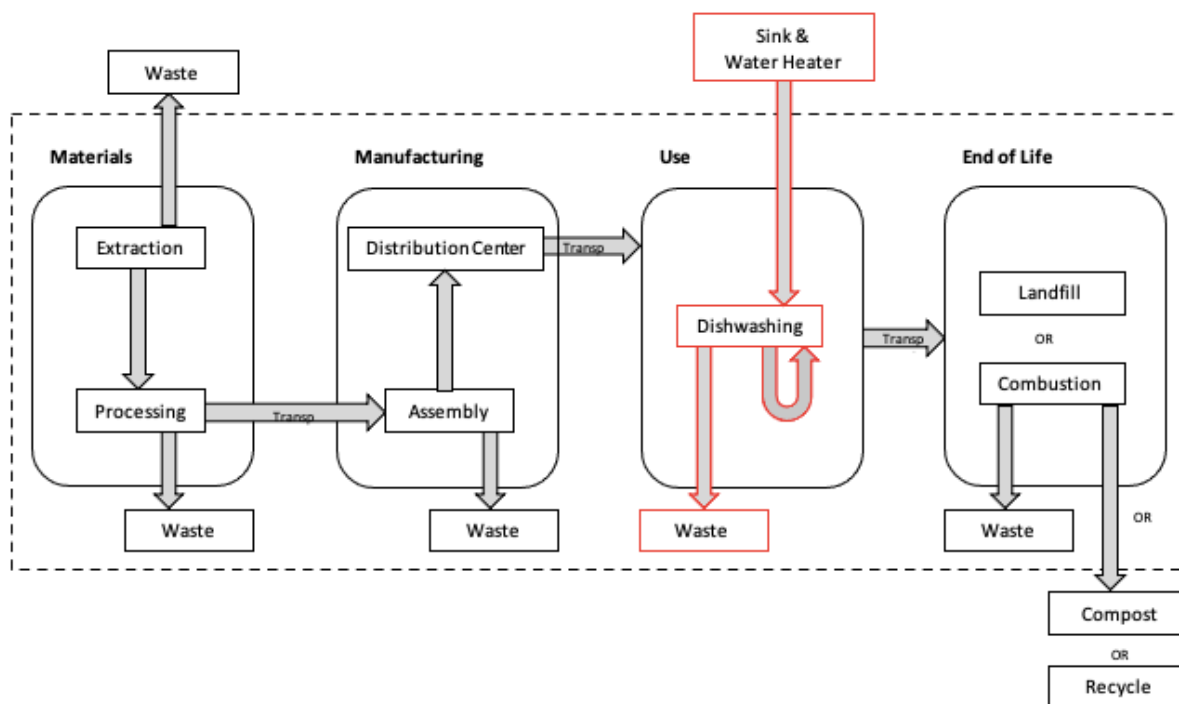 Sink &
Water Heater
Waste
Materials
Manufacturing
Use
End of Life
Extraction
Distribution Center
Transp
Landfill
Dishwashing
Transp
OR
Combustion
Processing
Transp
Assembly
Waste
Waste
Waste
Waste
OR
Compost
OR
Recycle